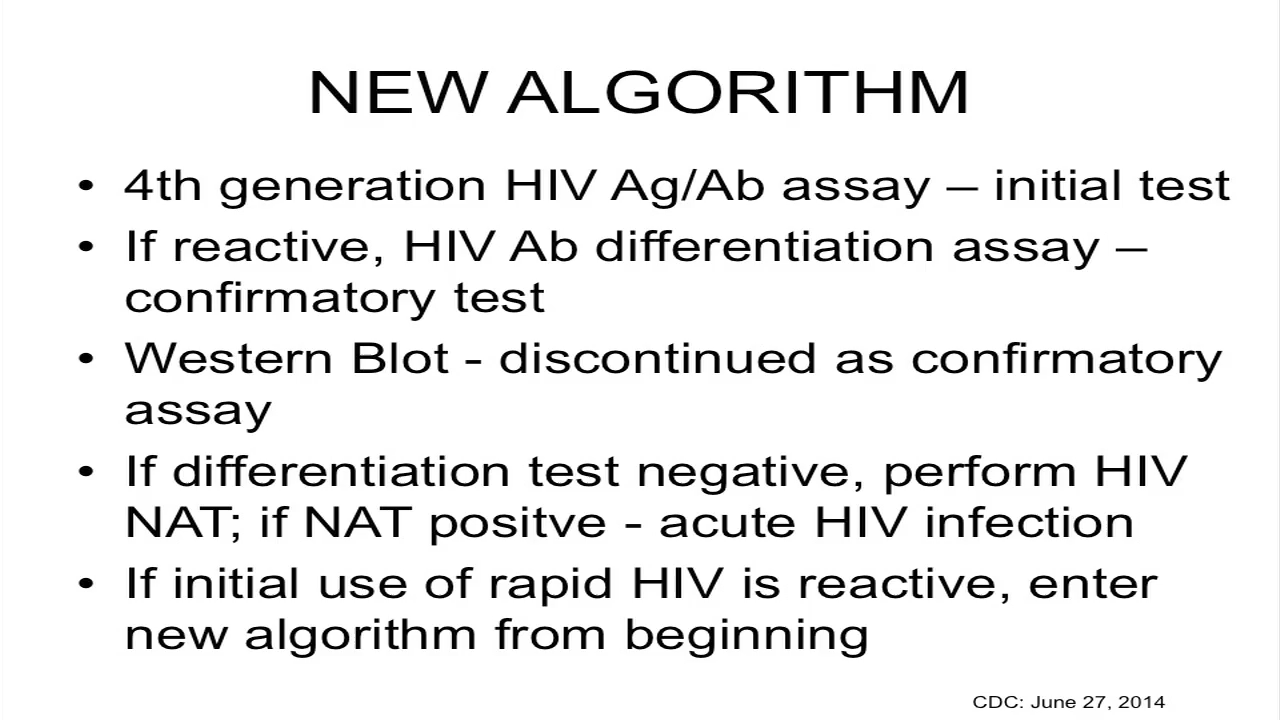 NEW ALGORITHM
• 4th generation HIV Ag/Ab assay – initial test
• If reactive, HIV Ab differentiation assay –
confirmatory test
• Western Blot - discontinued as confirmatory
assay
• If differentiation test negative, perform HIV
NAT; if NAT positve - acute HIV infection
• If initial use of rapid HIV is reactive, enter
new algorithm from beginning
CDC: June 27, 2014